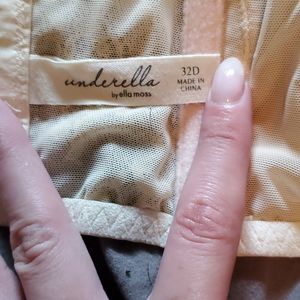 underella
by ella moss
32D
MADE IN
CHINA